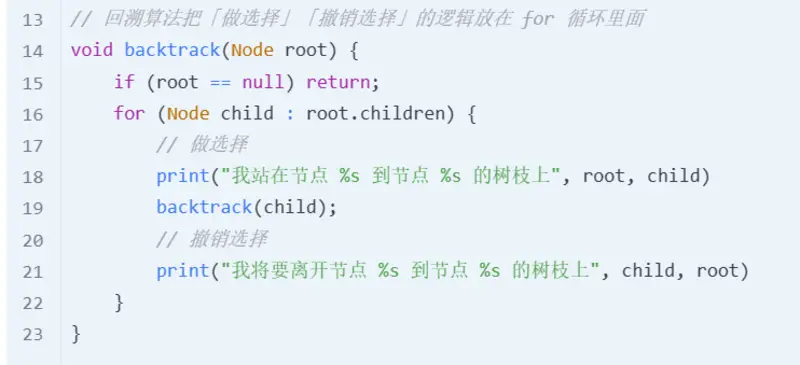 13 // 回溯算法把「做选择」「撤销选择」的逻辑放在 for 循环里面
14 void backtrack(Node root) {
15     if (root == null) return;
16     for (Node child : root.children) {
17         // 做选择
18         print("我站在节点 %s 到节点 %s 的树枝上", root, child)
19         backtrack(child);
20         // 撤销选择
21         print("我将要离开节点 %s 到节点 %s 的树枝上", child, root)
22     }
23 }